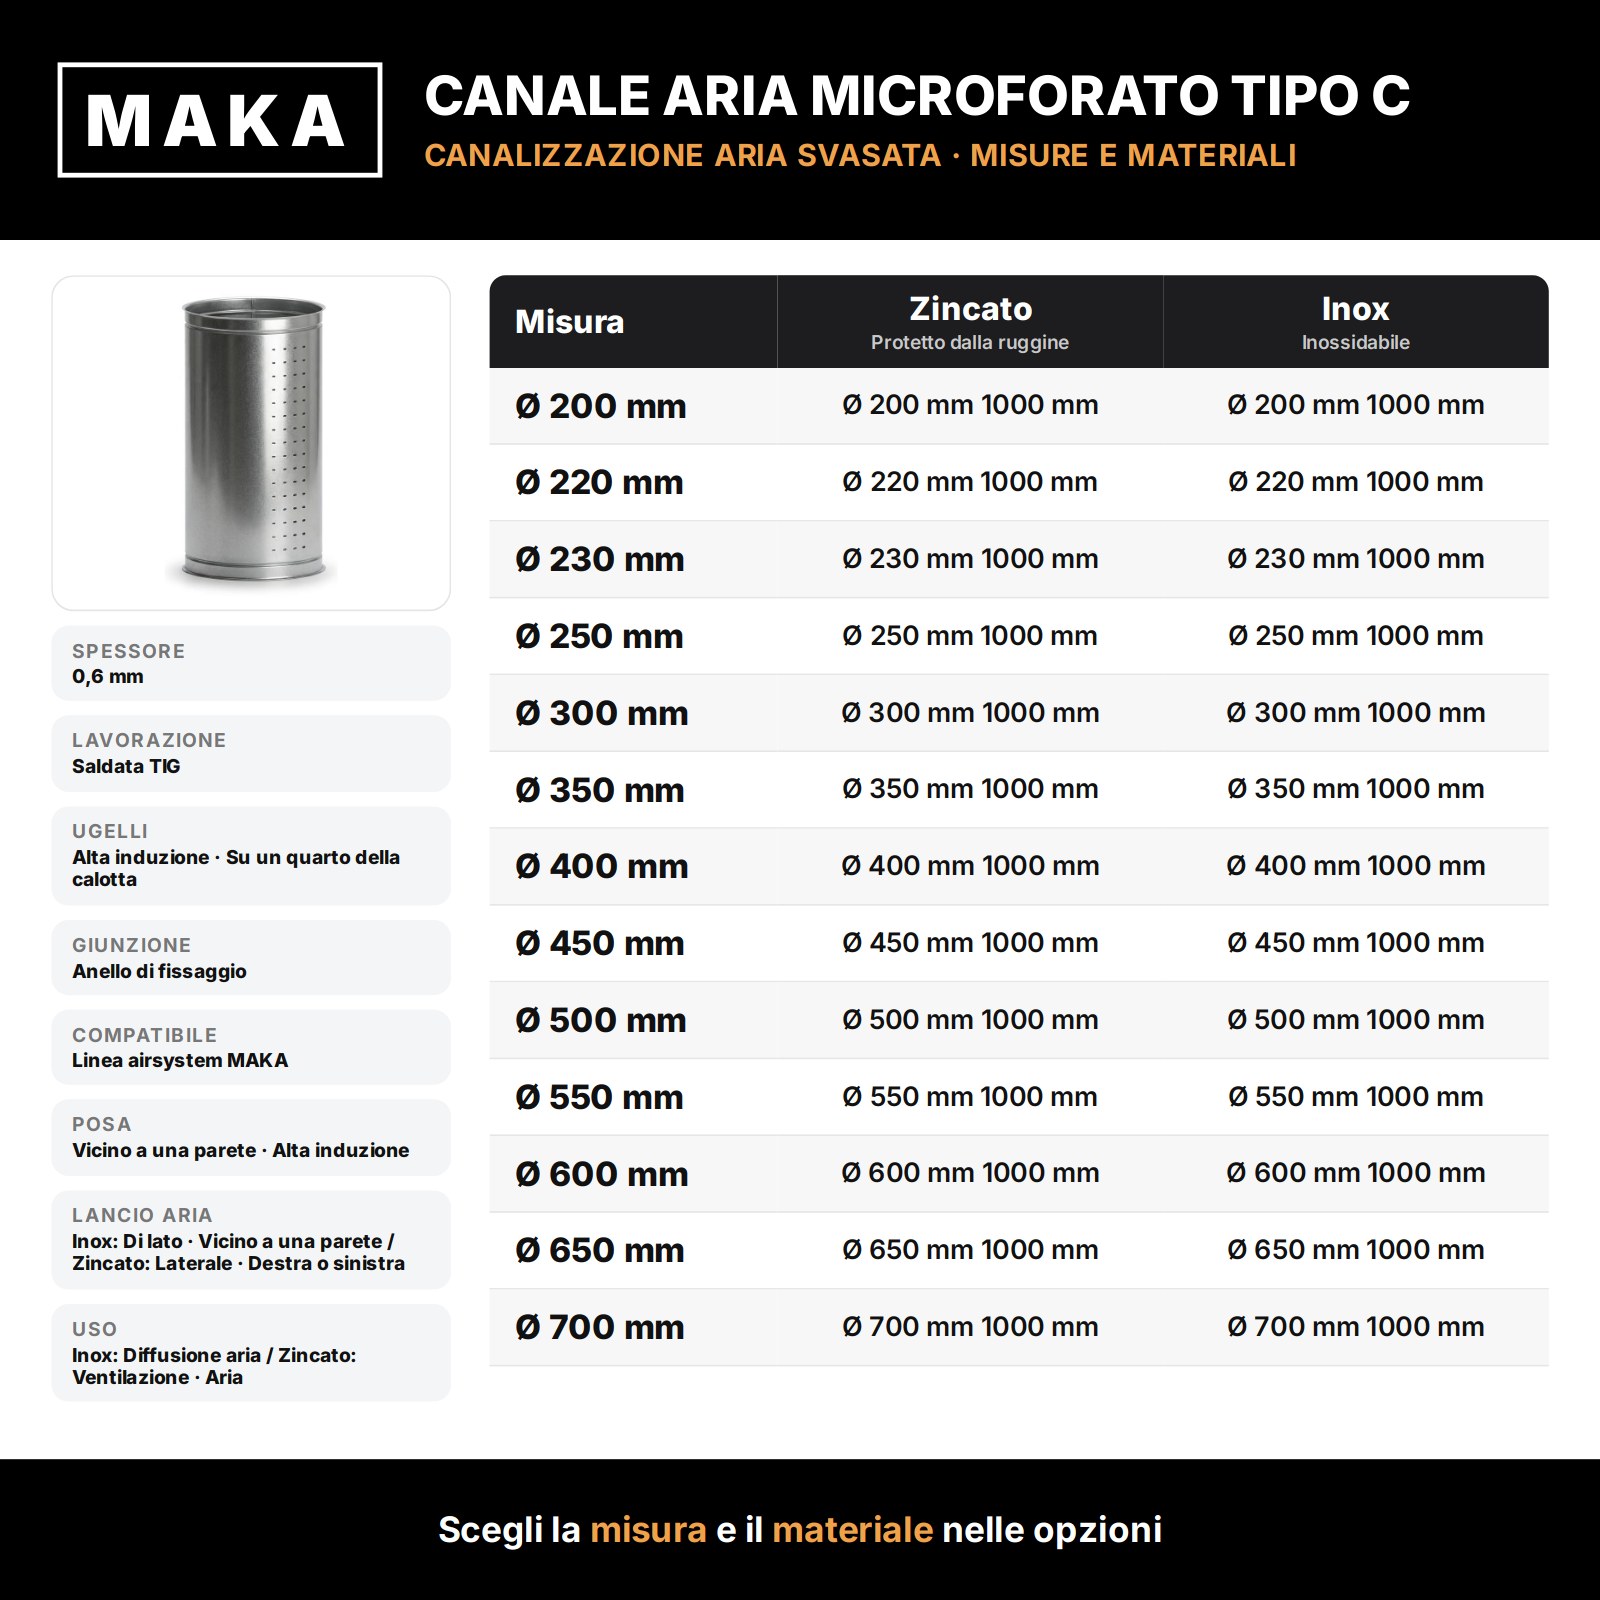 MAKA
CANALE ARIA MICROFORATO TIPO C
CANALIZZAZIONE ARIA SVASATA · MISURE E MATERIALI
SPESSORE
0,6 mm
LAVORAZIONE
Saldata TIG
UGELLI
Alta induzione · Su un quarto della
calotta
GIUNZIONE
Anello di fissaggio
COMPATIBILE
Linea airsystem MAKA
POSA
Vicino a una parete · Alta induzione
LANCIO ARIA
Inox: Di lato · Vicino a una parete /
Zincato: Laterale · Destra o sinistra
USO
Inox: Diffusione aria / Zincato:
Ventilazione · Aria
Misura Zincato Inox
Protetto dalla ruggine Inossidabile
Ø 200 mm Ø 200 mm 1000 mm Ø 200 mm 1000 mm
Ø 220 mm Ø 220 mm 1000 mm Ø 220 mm 1000 mm
Ø 230 mm Ø 230 mm 1000 mm Ø 230 mm 1000 mm
Ø 250 mm Ø 250 mm 1000 mm Ø 250 mm 1000 mm
Ø 300 mm Ø 300 mm 1000 mm Ø 300 mm 1000 mm
Ø 350 mm Ø 350 mm 1000 mm Ø 350 mm 1000 mm
Ø 400 mm Ø 400 mm 1000 mm Ø 400 mm 1000 mm
Ø 450 mm Ø 450 mm 1000 mm Ø 450 mm 1000 mm
Ø 500 mm Ø 500 mm 1000 mm Ø 500 mm 1000 mm
Ø 550 mm Ø 550 mm 1000 mm Ø 550 mm 1000 mm
Ø 600 mm Ø 600 mm 1000 mm Ø 600 mm 1000 mm
Ø 650 mm Ø 650 mm 1000 mm Ø 650 mm 1000 mm
Ø 700 mm Ø 700 mm 1000 mm Ø 700 mm 1000 mm
Scegli la misura e il materiale nelle opzioni